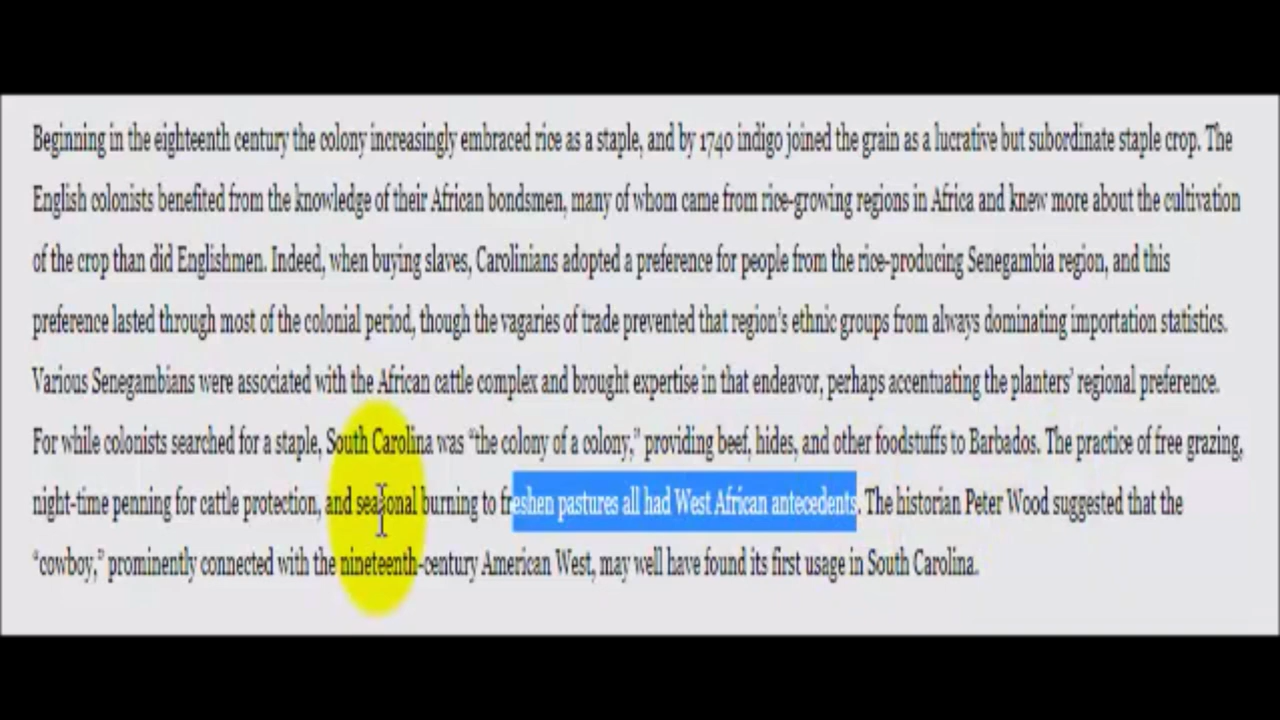 Beginning in the eighteenth century the colony increasingly embraced rice as a staple, and by 1740 indigo joined the grain as a lucrative but subordinate staple crop. The
English colonists benefited from the knowledge of their African bondsmen, many of whom came from rice-growing regions in Africa and knew more about the cultivation
of the crop than did Englishmen. Indeed, when buying slaves, Carolinians adopted a preference for people from the rice-producing Senegambia region, and this
preference lasted through most of the colonial period, though the vagaries of trade prevented that region's ethnic groups from always dominating importation statistics.
Various Senegambians were associated with the African cattle complex and brought expertise in that endeavor, perhaps accentuating the planters' regional preference.
For while colonists searched for a staple, South Carolina was “the colony of a colony,” providing beef, hides, and other foodstuffs to Barbados. The practice of free grazing,
night-time penning for cattle protection, and seasonal burning to freshen pastures all had West African antecedents. The historian Peter Wood suggested that the
“cowboy,” prominently connected with the nineteenth-century American West, may well have found its first usage in South Carolina.